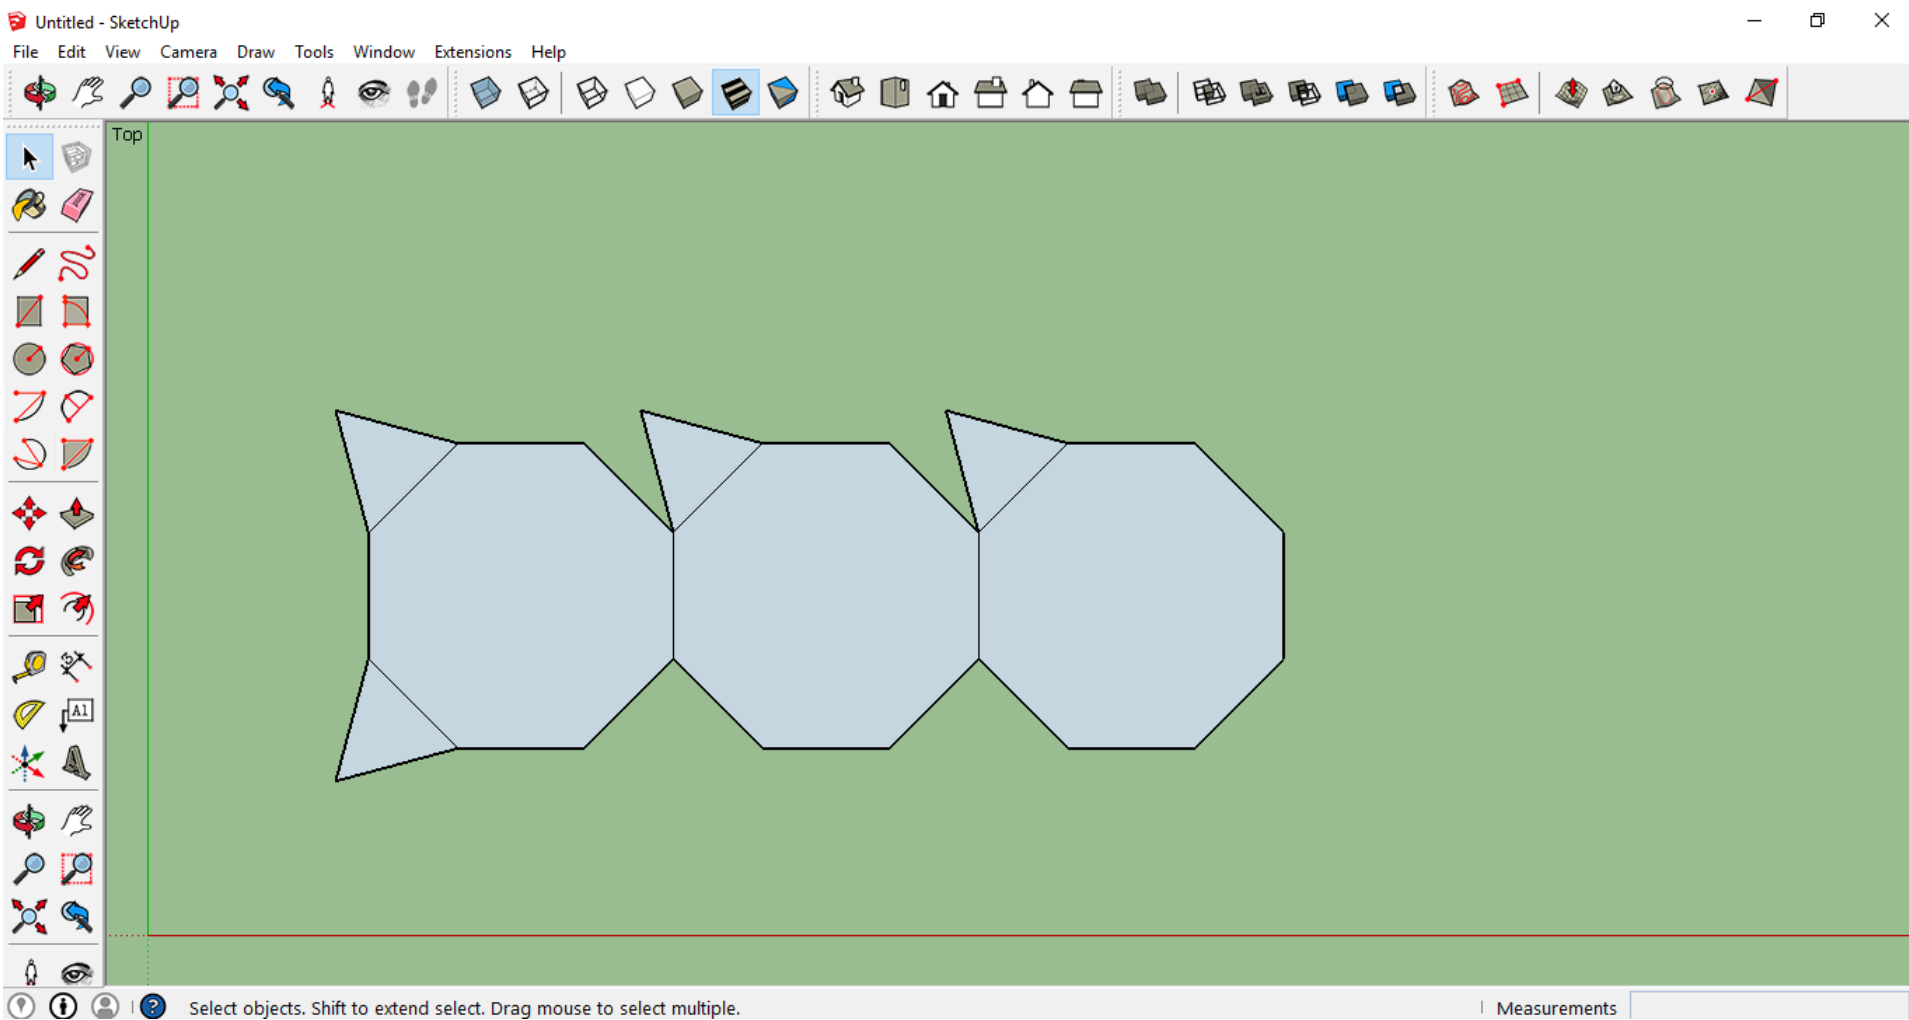 Untitled - SketchUp
File Edit View Camera Draw Tools Window Extensions Help
Top
A1
Select objects. Shift to extend select. Drag mouse to select multiple.
Measurements